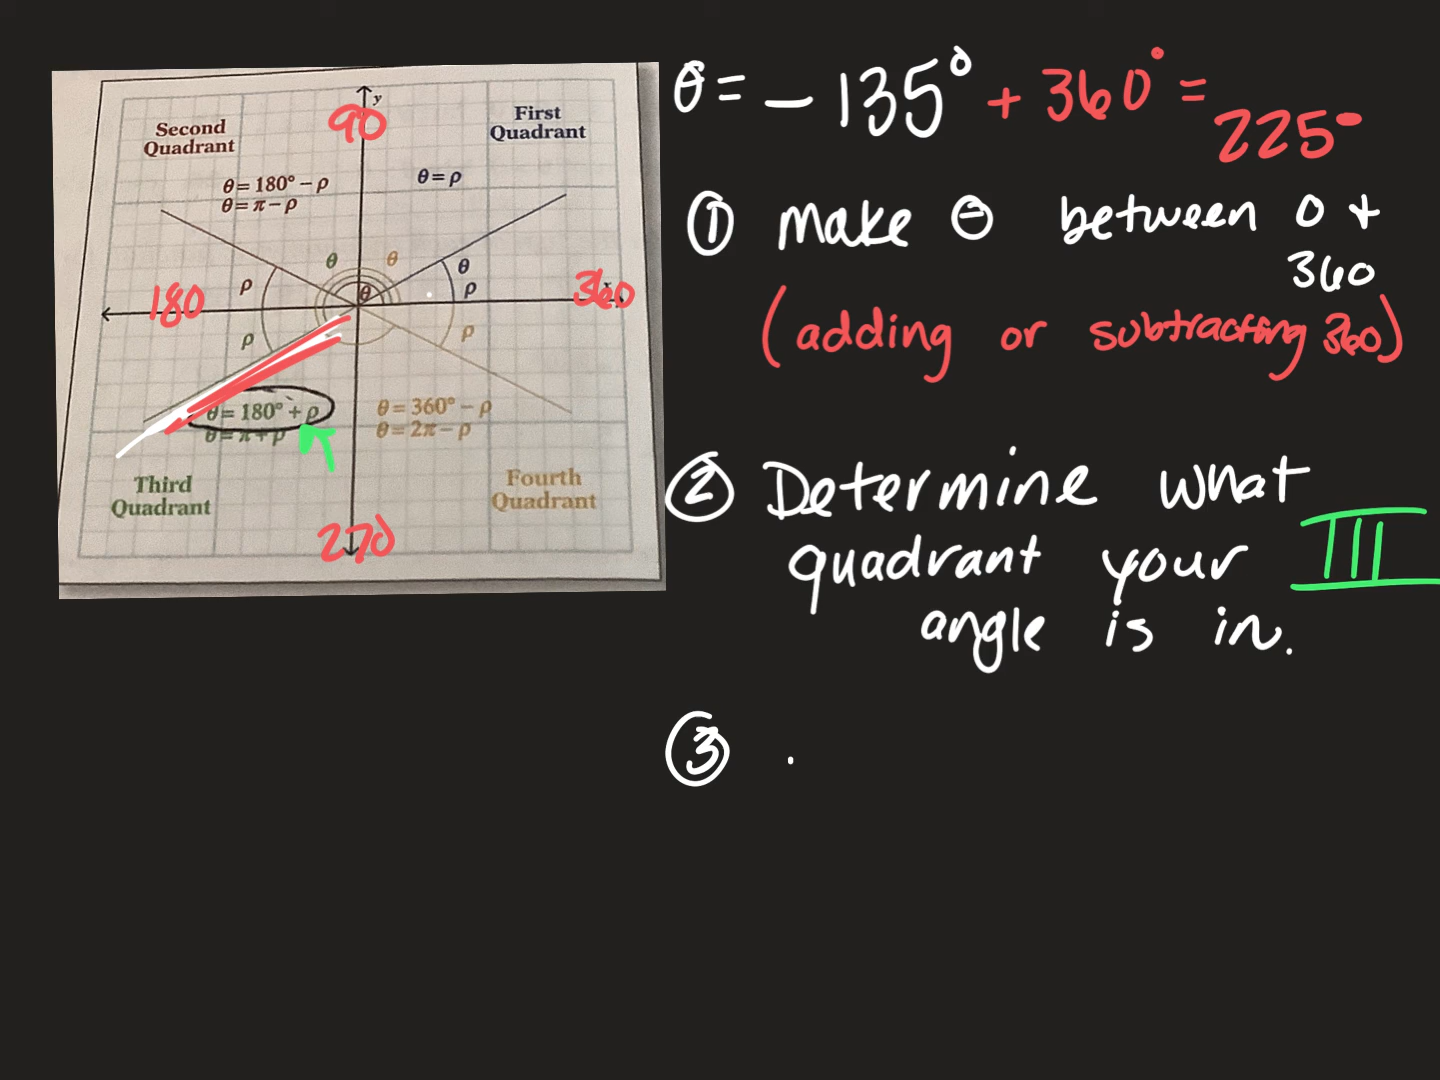 y
90
First
Quadrant
Second
Quadrant
θ = 180° − ρ
θ = π − ρ
θ = ρ
θ
θ
θ
ρ
ρ
180
θ
360
ρ
ρ
θ = 180° + ρ
θ = π + ρ
θ = 360° − ρ
θ = 2π − ρ
Third
Quadrant
Fourth
Quadrant
270
θ = − 135° + 360° =
225°
① make θ between 0 +
360
(adding or subtracting 360)
② Determine what
quadrant your III
angle is in.
③ .